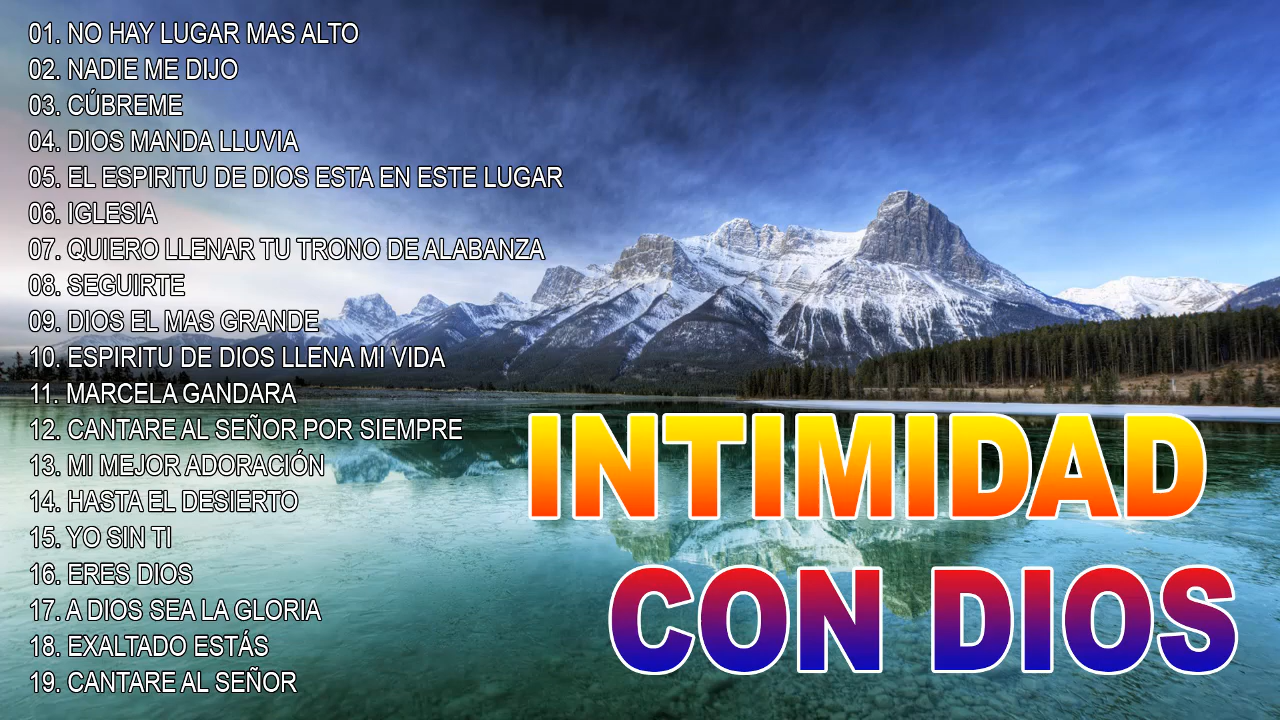 01. NO HAY LUGAR MAS ALTO
02. NADIE ME DIJO
03. CÚBREME
04. DIOS MANDA LLUVIA
05. EL ESPIRITU DE DIOS ESTA EN ESTE LUGAR
06. IGLESIA
07. QUIERO LLENAR TU TRONO DE ALABANZA
08. SEGUIRTE
09. DIOS EL MAS GRANDE
10. ESPIRITU DE DIOS LLENA MI VIDA
11. MARCELA GANDARA
12. CANTARE AL SEÑOR POR SIEMPRE
13. MI MEJOR ADORACIÓN
14. HASTA EL DESIERTO
15. YO SIN TI
16. ERES DIOS
17. A DIOS SEA LA GLORIA
18. EXALTADO ESTÁS
19. CANTARE AL SEÑOR
INTIMIDAD
CON DIOS